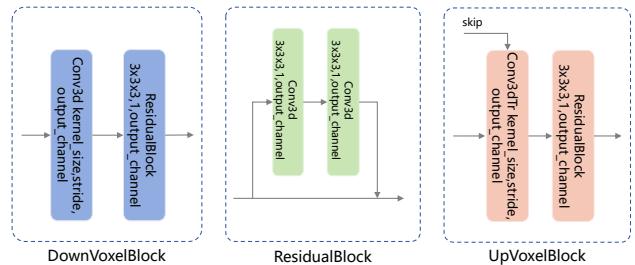 Conv3d kernel_size,stride,
output_channel
ResidualBlock
3x3x3,1,output_channel
DownVoxelBlock
Conv3d
3x3x3,1,output_channel
Conv3d
3x3x3,1,output_channel
ResidualBlock
skip
Conv3dTr kernel_size,stride,
output_channel
ResidualBlock
3x3x3,1,output_channel
UpVoxelBlock